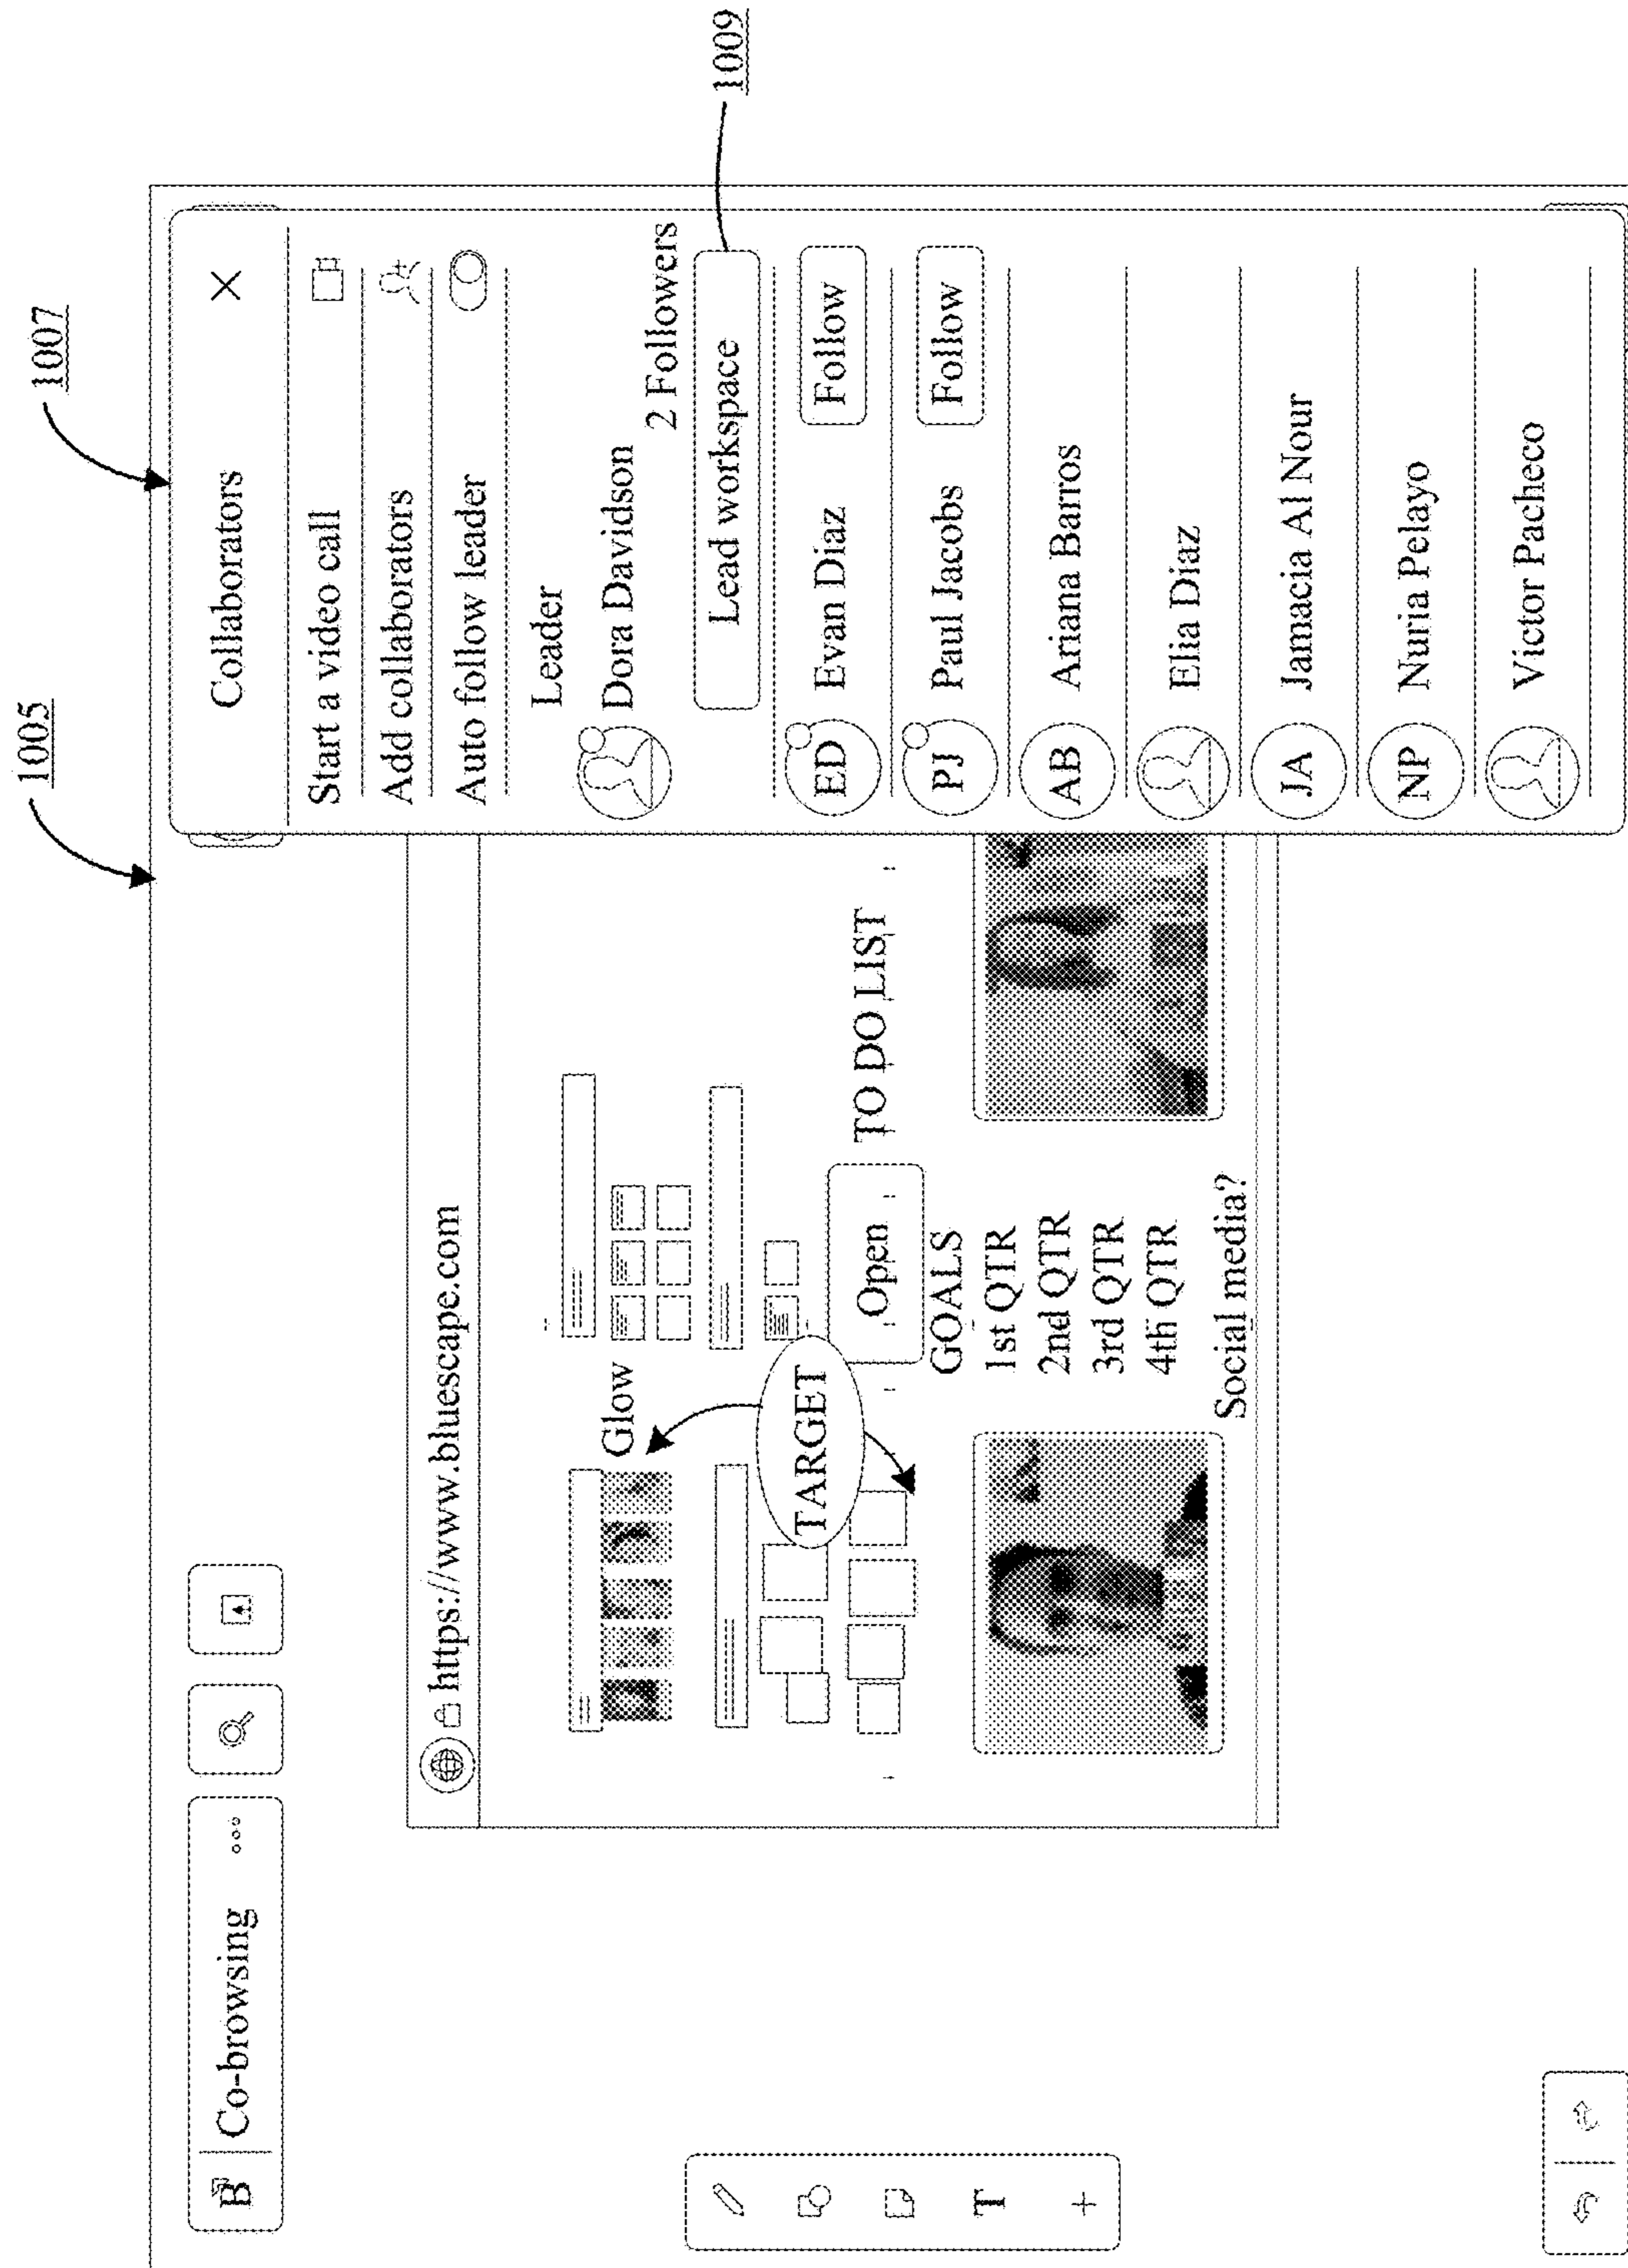 1005
1007
1009
B Co-browsing
Collaborators
Start a video call
Add collaborators
Auto follow leader
Leader
Dora Davidson
2 Followers
Lead workspace
ED Evan Diaz Follow
PJ Paul Jacobs Follow
AB Ariana Barros
Elia Diaz
JA Jamacia Al Nour
NP Nuria Pelayo
Victor Pacheco
https://www.bluescape.com
Glow
TARGET
Open
TO DO LIST
GOALS
1st QTR
2nd QTR
3rd QTR
4th QTR
Social media?
T